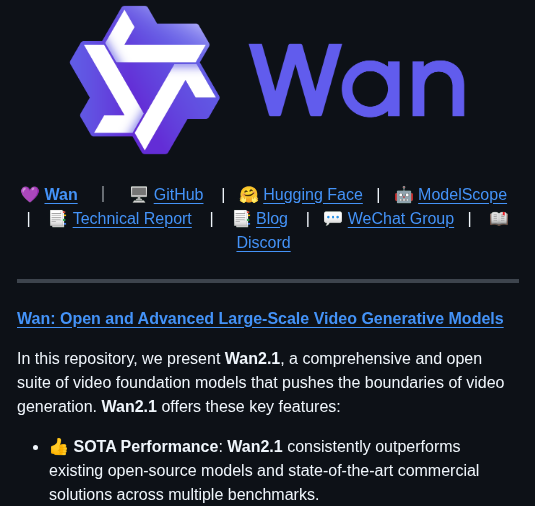 Wan
💜 Wan | 🖥️ GitHub | 🤗 Hugging Face | 🤖 ModelScope
| 📑 Technical Report | 📑 Blog | 💬 WeChat Group | 📖
Discord
Wan: Open and Advanced Large-Scale Video Generative Models
In this repository, we present Wan2.1, a comprehensive and open
suite of video foundation models that pushes the boundaries of video
generation. Wan2.1 offers these key features:
• 👍 SOTA Performance: Wan2.1 consistently outperforms
existing open-source models and state-of-the-art commercial
solutions across multiple benchmarks.